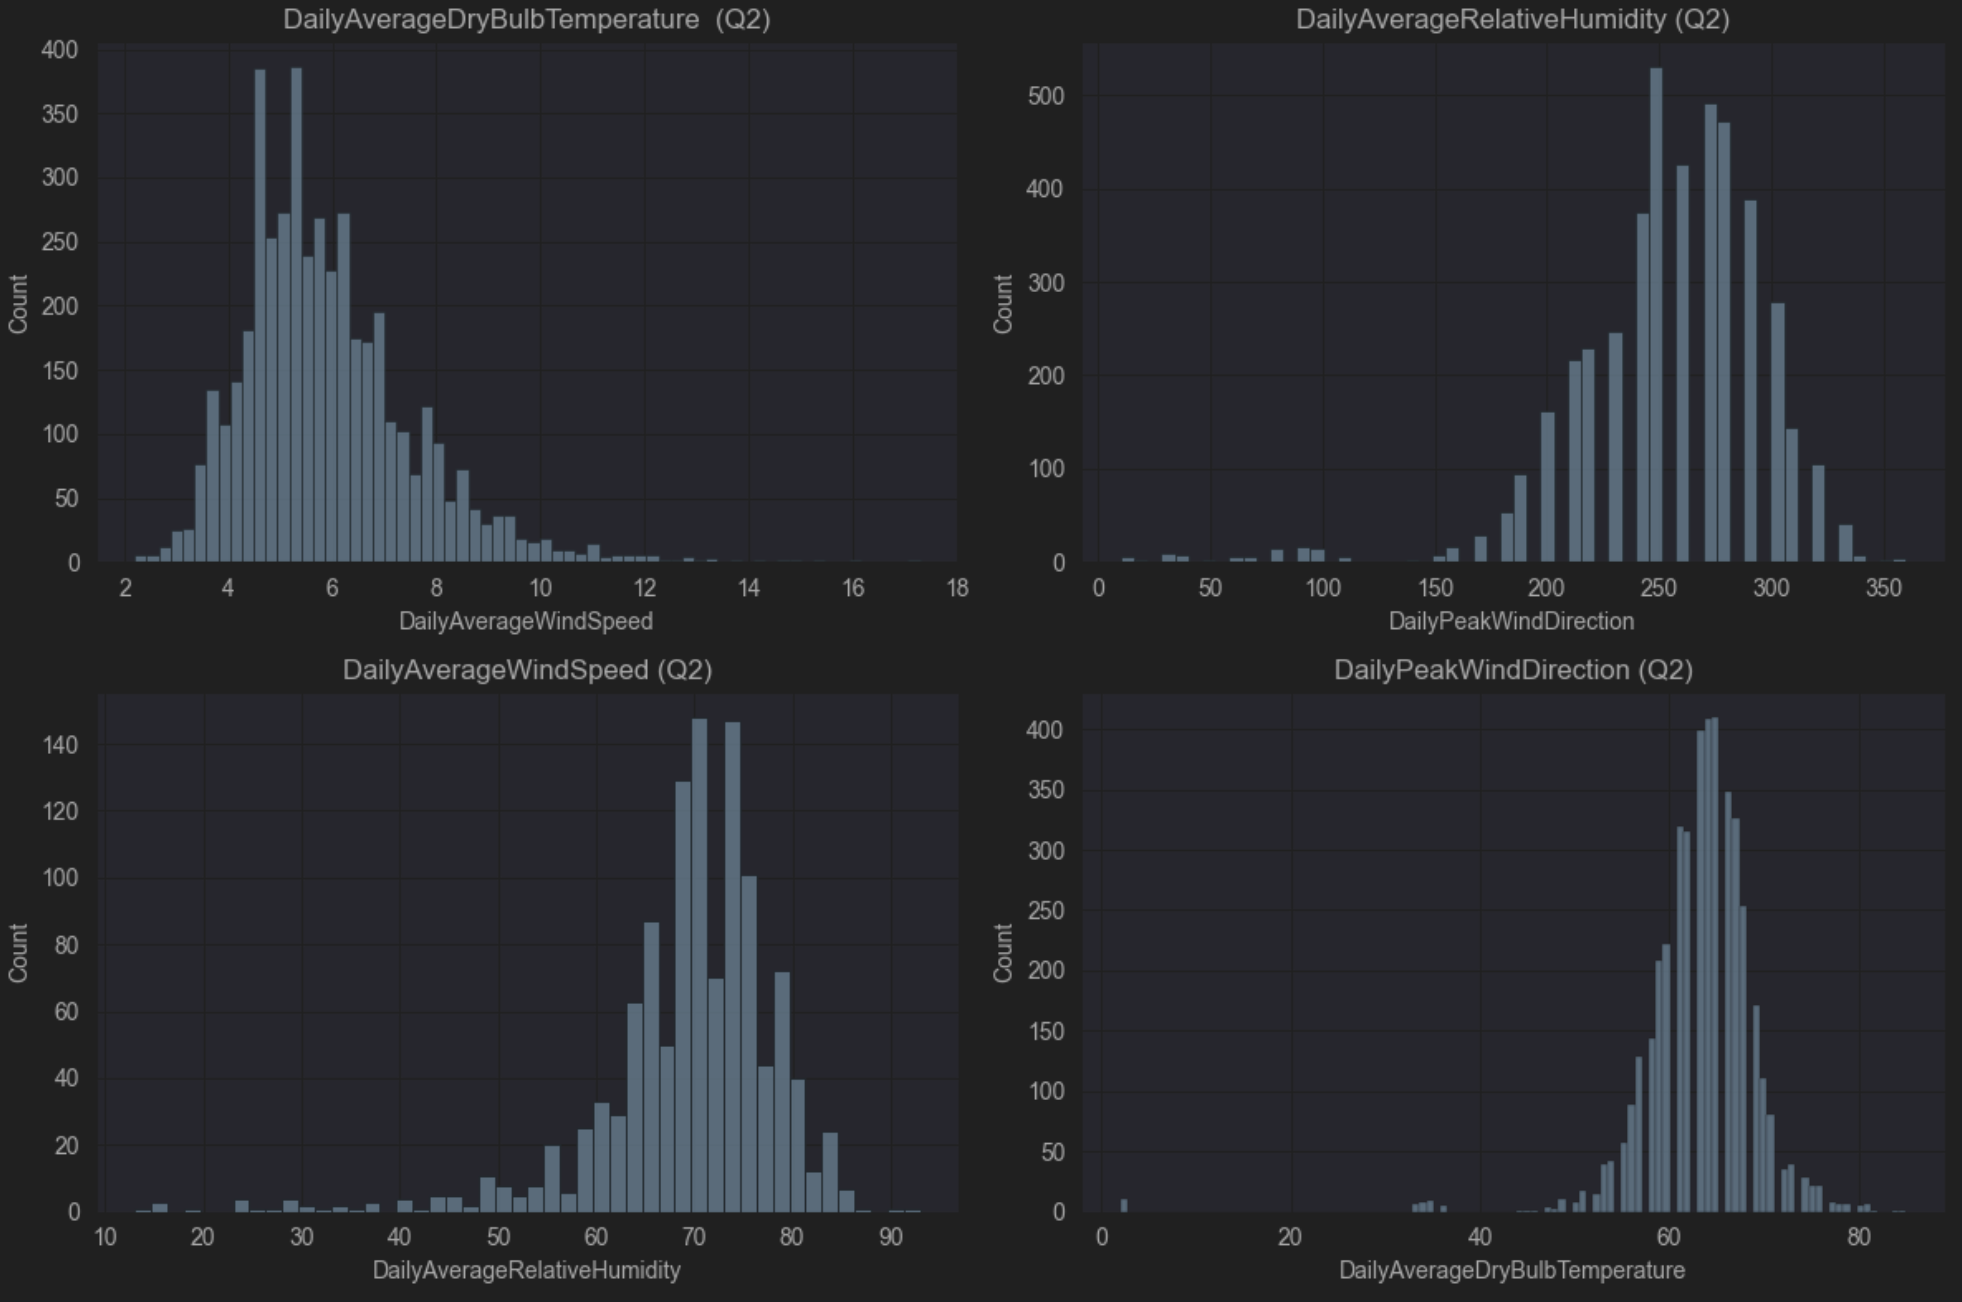 DailyAverageDryBulbTemperature  (Q2)
400
350
300
250
200
150
100
50
0
Count
2 4 6 8 10 12 14 16 18
DailyAverageWindSpeed
DailyAverageRelativeHumidity (Q2)
500
400
300
200
100
0
Count
0 50 100 150 200 250 300 350
DailyPeakWindDirection
DailyAverageWindSpeed (Q2)
140
120
100
80
60
40
20
0
Count
10 20 30 40 50 60 70 80 90
DailyAverageRelativeHumidity
DailyPeakWindDirection (Q2)
400
350
300
250
200
150
100
50
0
Count
0 20 40 60 80
DailyAverageDryBulbTemperature